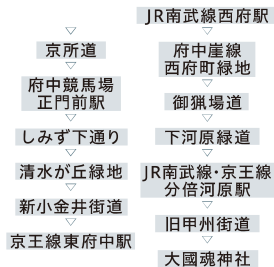 JR南武線西府駅
府中崖線
西府町緑地
御猟場道
下河原緑道
JR南武線・京王線
分倍河原駅
旧甲州街道
大國魂神社
京所道
府中競馬場
正門前駅
しみず下通り
清水が丘緑地
新小金井街道
京王線東府中駅